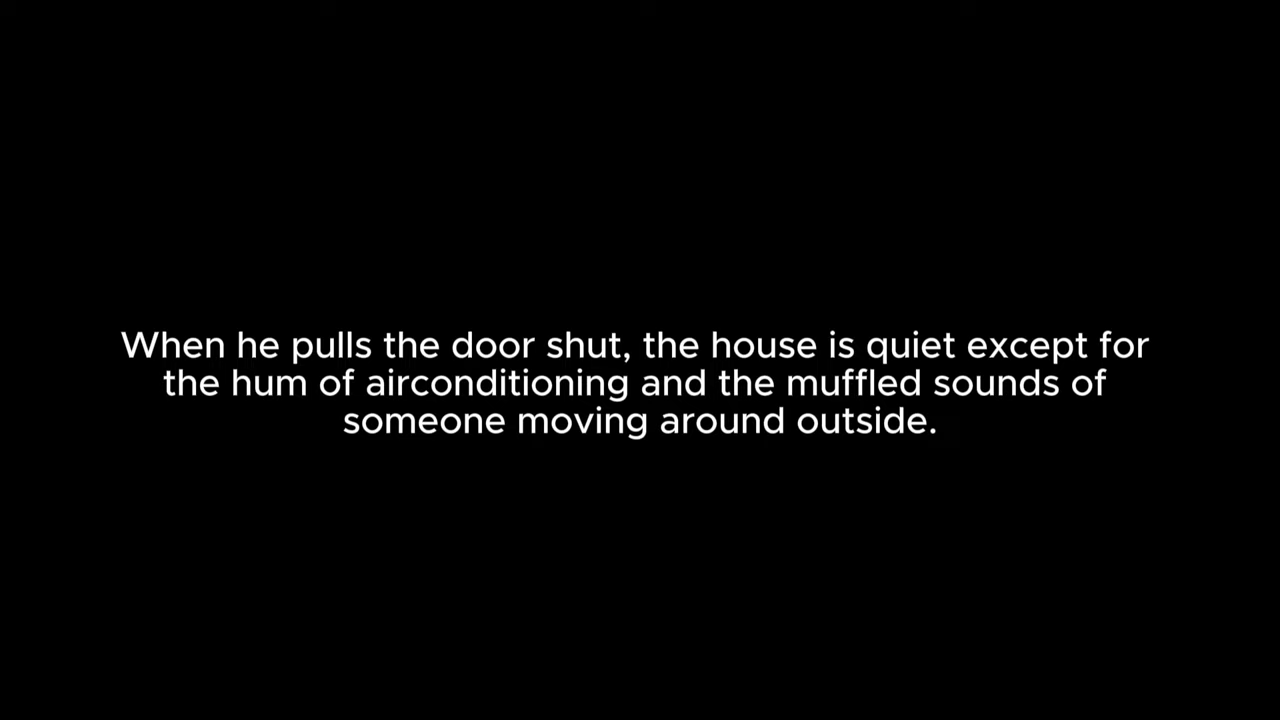 When he pulls the door shut, the house is quiet except for
the hum of airconditioning and the muffled sounds of
someone moving around outside.